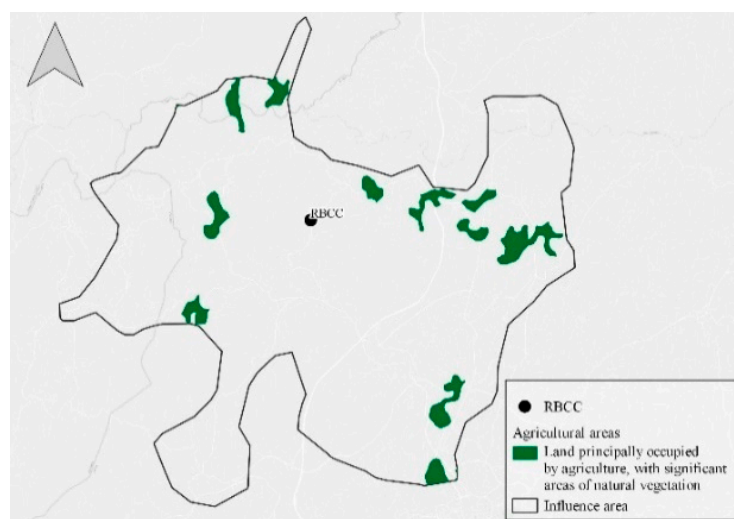 RBCC
RBCC
Agricultural areas
Land principally occupied
by agriculture, with significant
areas of natural vegetation
Influence area